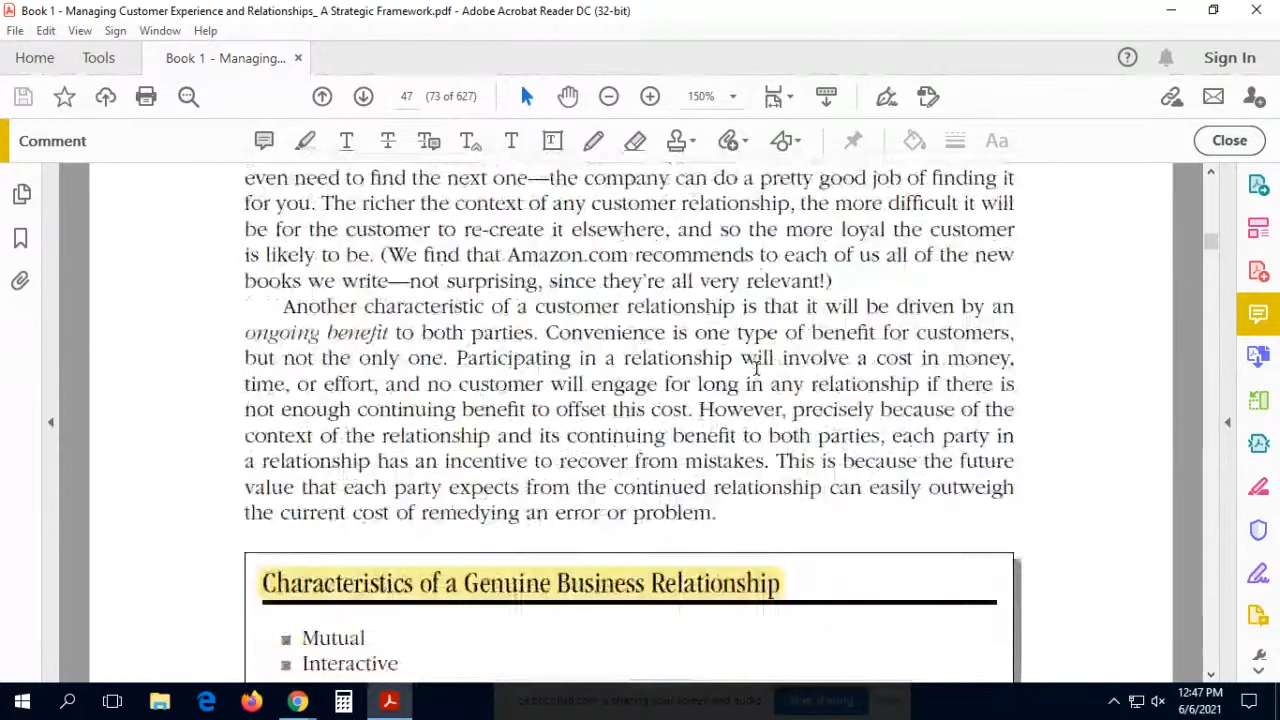 Book 1 - Managing Customer Experience and Relationships_ A Strategic Framework.pdf - Adobe Acrobat Reader DC (32-bit)
File Edit View Sign Window Help
Home Tools Book 1 - Managing... × Sign In
47 (73 of 627) 150%
Comment Aa Close
even need to find the next one—the company can do a pretty good job of finding it
for you. The richer the context of any customer relationship, the more difficult it will
be for the customer to re-create it elsewhere, and so the more loyal the customer
is likely to be. (We find that Amazon.com recommends to each of us all of the new
books we write—not surprising, since they're all very relevant!)
Another characteristic of a customer relationship is that it will be driven by an
ongoing benefit to both parties. Convenience is one type of benefit for customers,
but not the only one. Participating in a relationship will involve a cost in money,
time, or effort, and no customer will engage for long in any relationship if there is
not enough continuing benefit to offset this cost. However, precisely because of the
context of the relationship and its continuing benefit to both parties, each party in
a relationship has an incentive to recover from mistakes. This is because the future
value that each party expects from the continued relationship can easily outweigh
the current cost of remedying an error or problem.
Characteristics of a Genuine Business Relationship
Mutual
Interactive
is sharing your screen and audio.
12:47 PM
6/6/2021